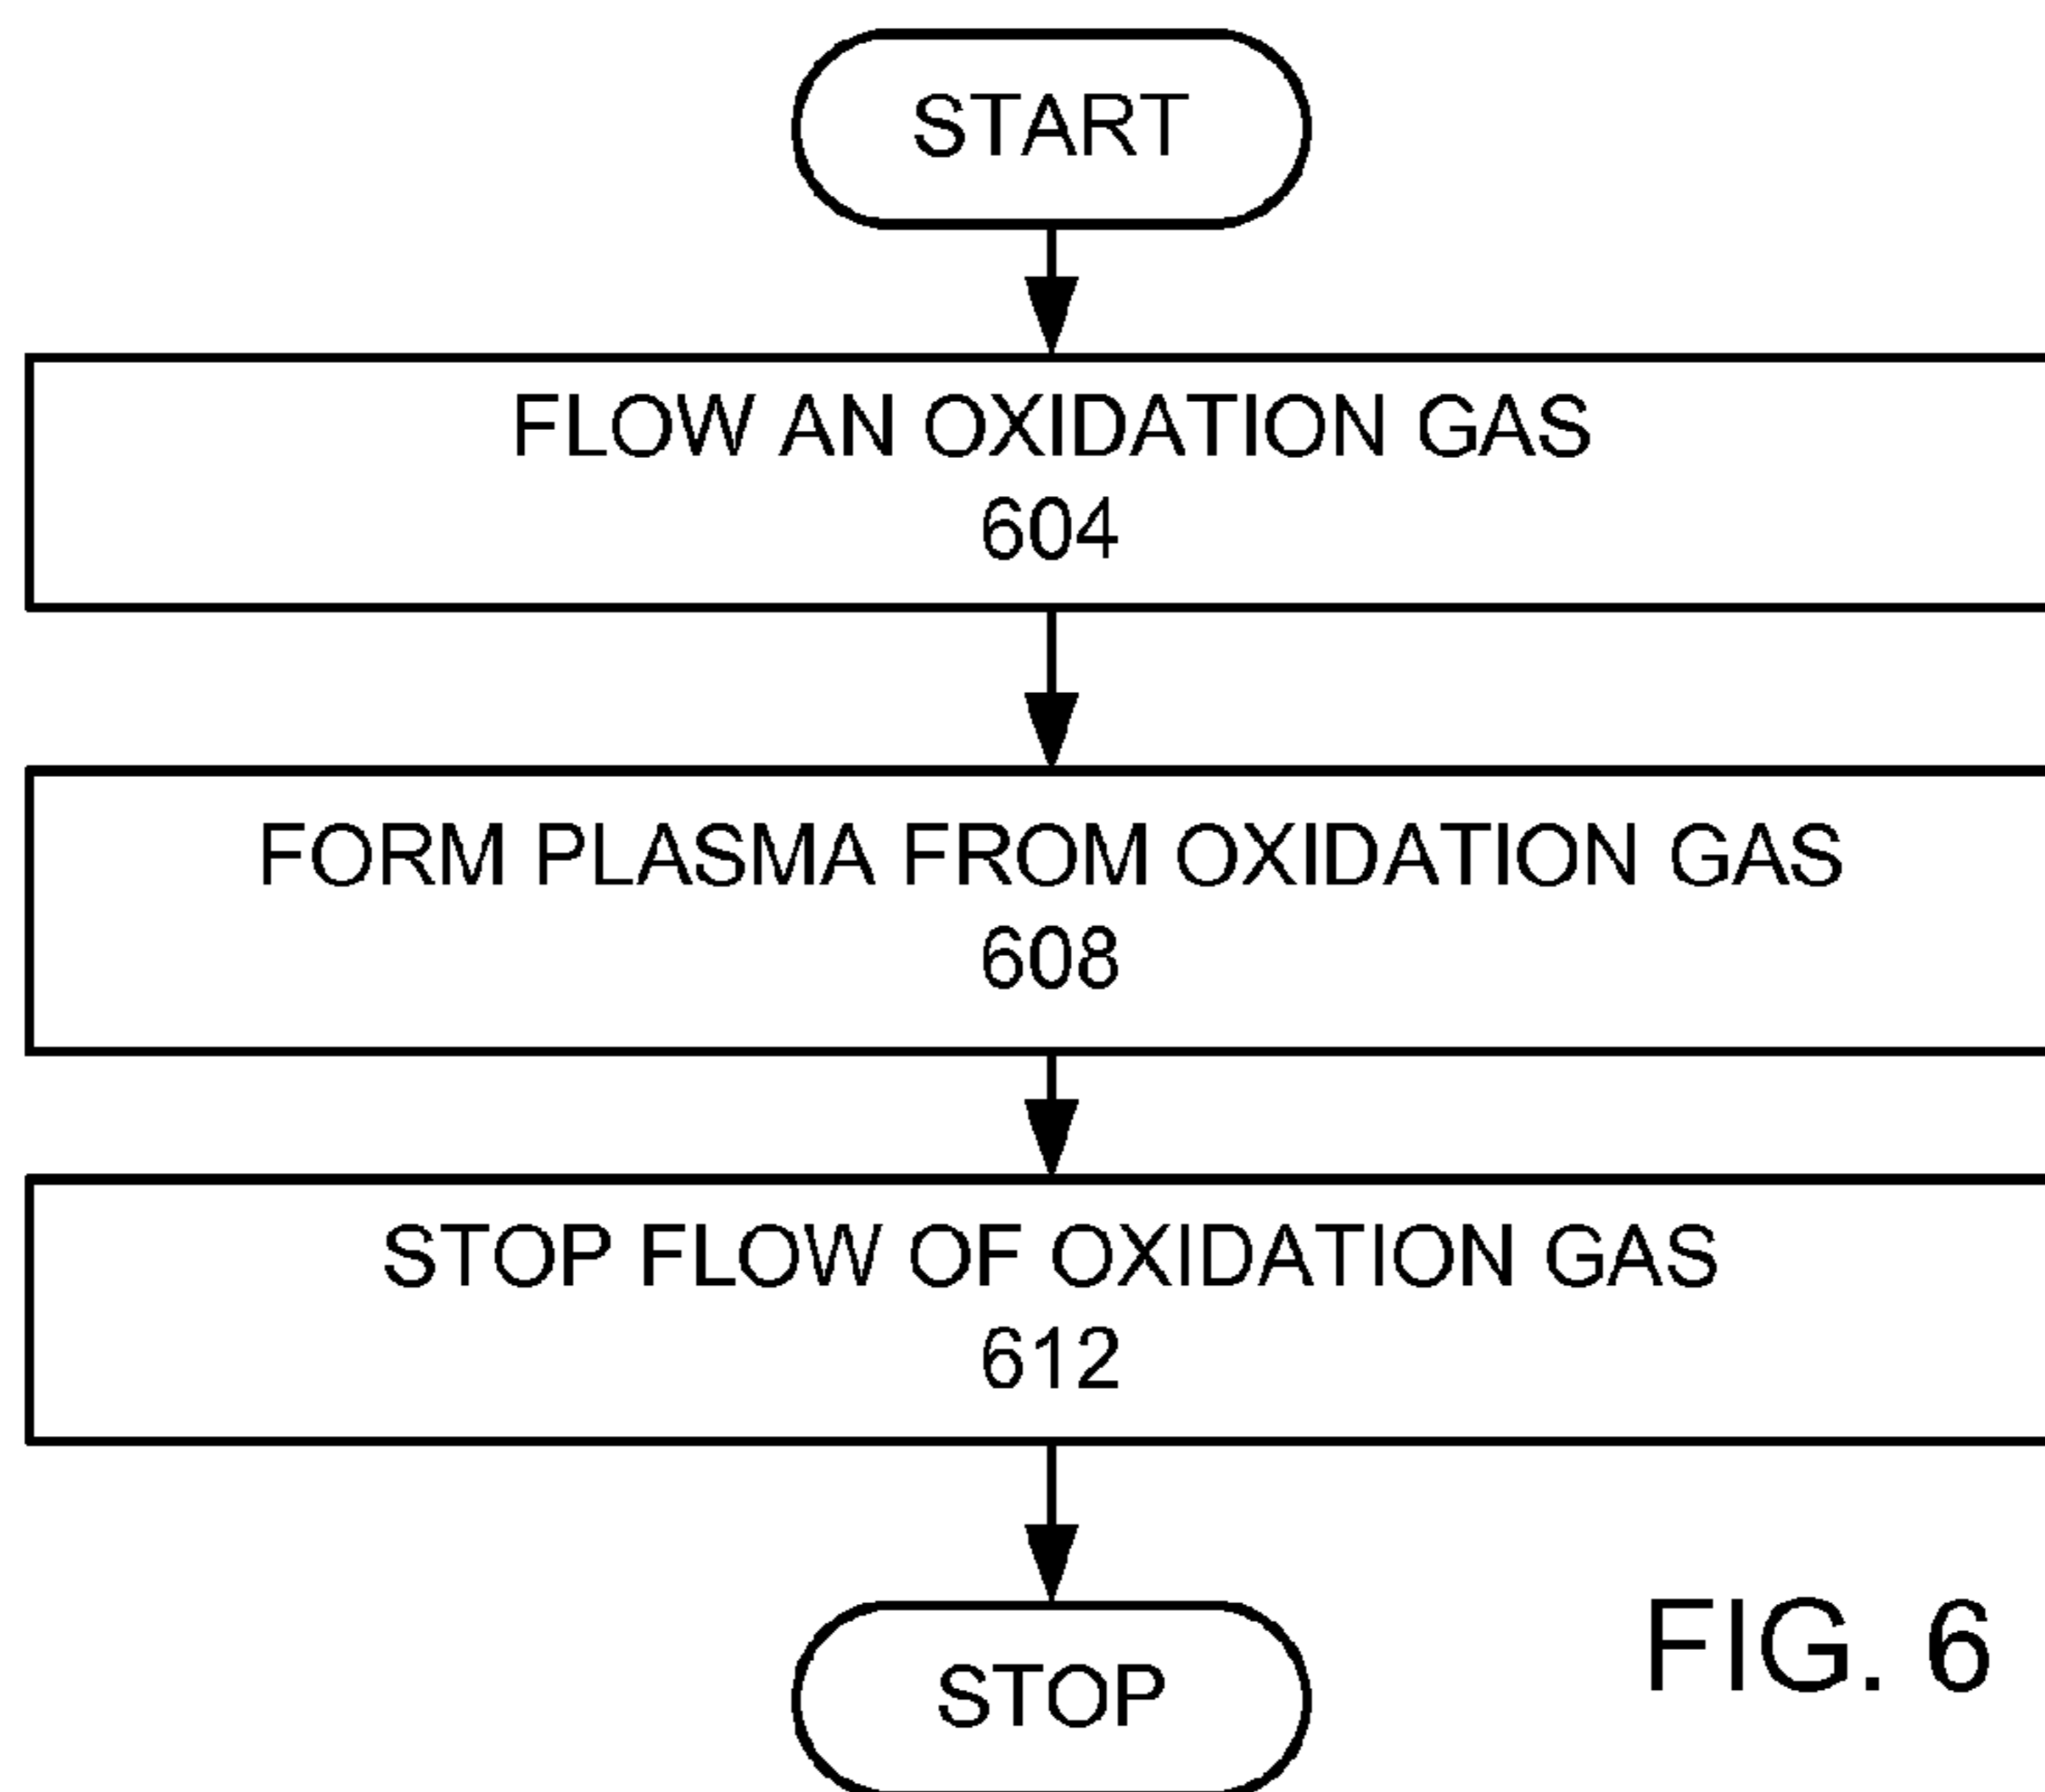 START
FLOW AN OXIDATION GAS
604
FORM PLASMA FROM OXIDATION GAS
608
STOP FLOW OF OXIDATION GAS
612
STOP
FIG. 6